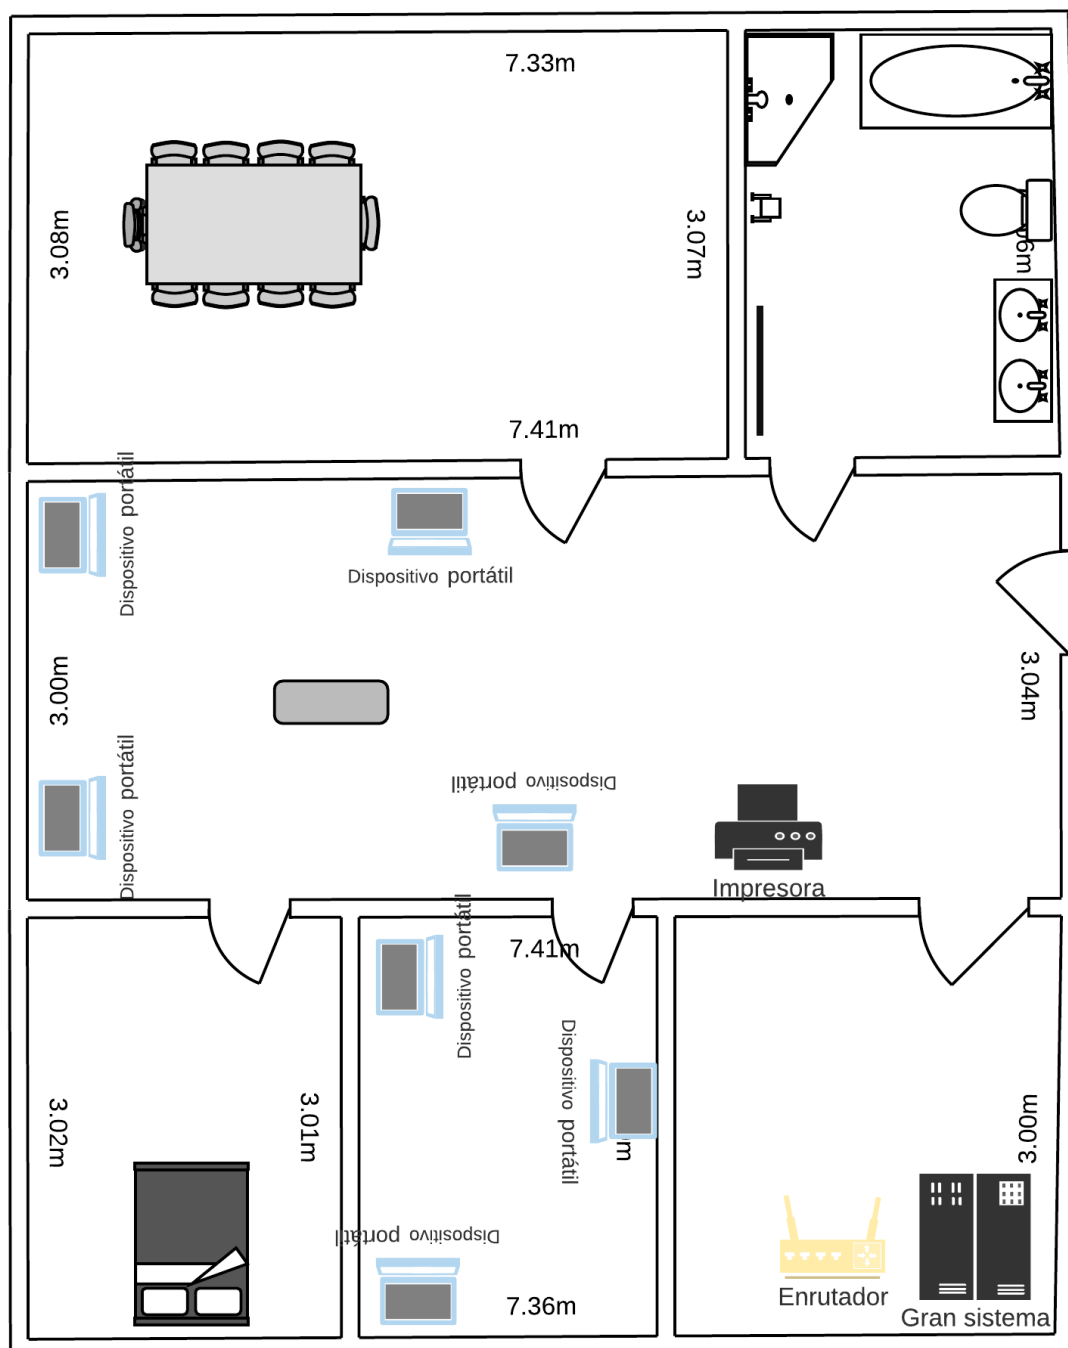 7.33m
3.08m
3.07m
7.41m
Dispositivo portátil
Dispositivo portátil
3.00m
3.04m
Dispositivo portátil
Dispositivo portátil
Impresora
Dispositivo portátil
7.41m
Dispositivo portátil
3.02m
3.01m
3.00m
Dispositivo portátil
Enrutador
7.36m
Gran sistema